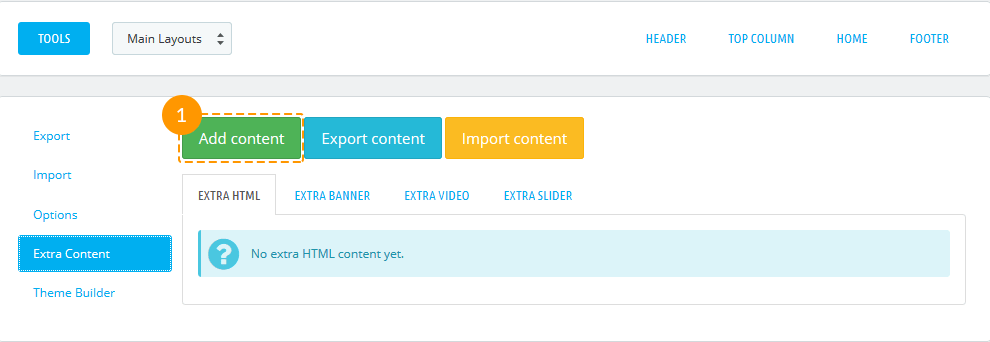 TOOLS
Main Layouts
HEADER
TOP COLUMN
HOME
FOOTER
Export
Import
Options
Extra Content
Theme Builder
1
Add content
Export content
Import content
EXTRA HTML
EXTRA BANNER
EXTRA VIDEO
EXTRA SLIDER
?
No extra HTML content yet.